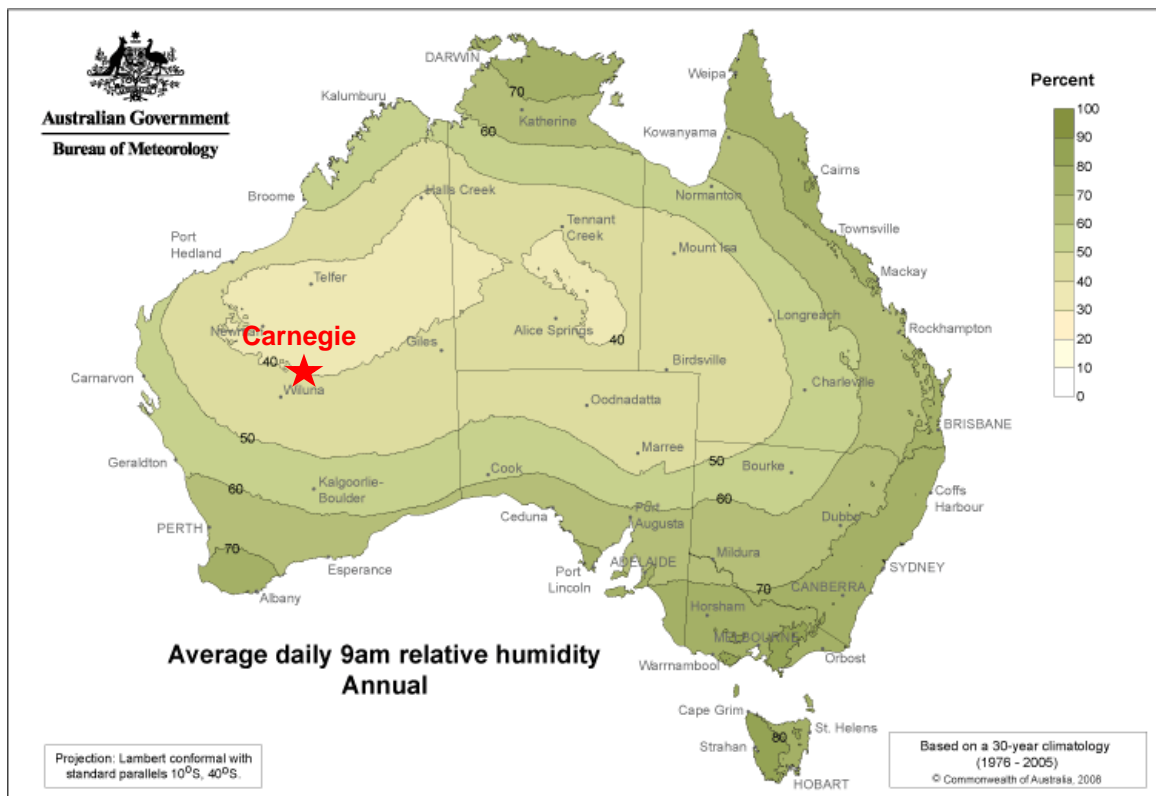 Australian Government
Bureau of Meteorology
DARWIN
Weipa
Percent
Kalumburu
70
Katherine
60
Kowanyama
100
90
80
70
60
50
40
30
20
10
0
Broome
Halls Creek
Normanton
Cairns
Port
Hedland
Tennant
Creek
Mount Isa
Townsville
Telfer
Mackay
Newman
Carnegie
Alice Springs
Longreach
Rockhampton
Giles
40
40
Birdsville
Carnarvon
Wiluna
Charleville
Oodnadatta
BRISBANE
50
Marree
50
Geraldton
Cook
Bourke
60
Kalgoorlie-
Boulder
60
Coffs
Harbour
PERTH
Ceduna
Port
Augusta
Dubbo
70
Mildura
Esperance
Port
Lincoln
ADELAIDE
SYDNEY
Albany
70
CANBERRA
Horsham
MELBOURNE
Warrnambool
Orbost
Average daily 9am relative humidity
Annual
Cape Grim
St. Helens
Strahan
80
HOBART
Projection: Lambert conformal with
standard parallels 10°S, 40°S.
Based on a 30-year climatology
(1976 - 2005)
© Commonwealth of Australia, 2008